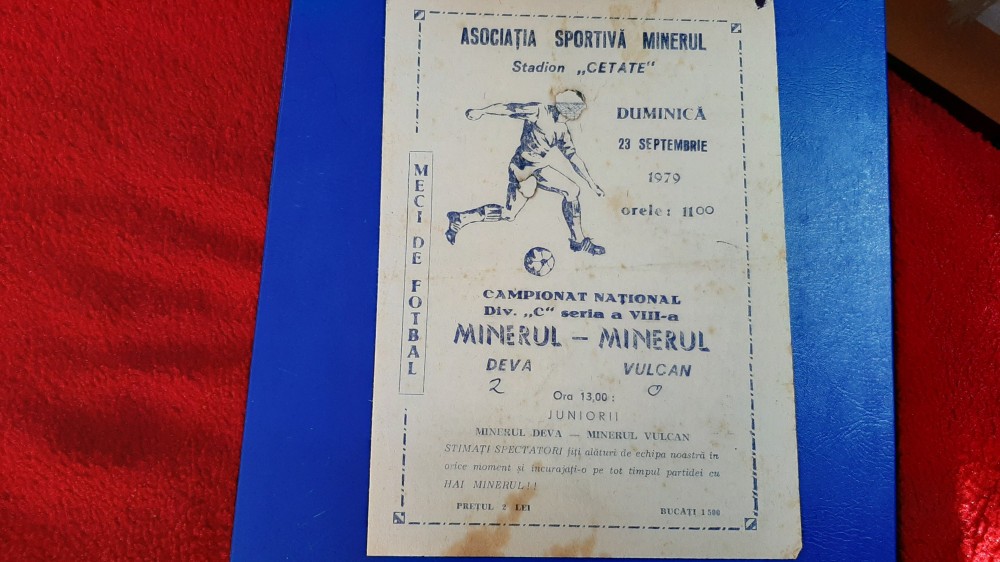 ASOCIAȚIA SPORTIVĂ MINERUL
Stadion „CETATE"
DUMINICĂ
23 SEPTEMBRIE
1979
orele: 11 00
MECI DE FOTBAL
CAMPIONAT NAȚIONAL
Div. „C" seria a VIII-a
MINERUL – MINERUL
DEVA VULCAN
2 0
Ora 13,00 :
JUNIORII
MINERUL DEVA — MINERUL VULCAN
STIMAȚI SPECTATORI fiți alături de echipa noastră in
orice moment și incurajați-o pe tot timpul partidei cu
HAI MINERUL!!
PREȚUL 2 LEI BUCĂȚI 1500